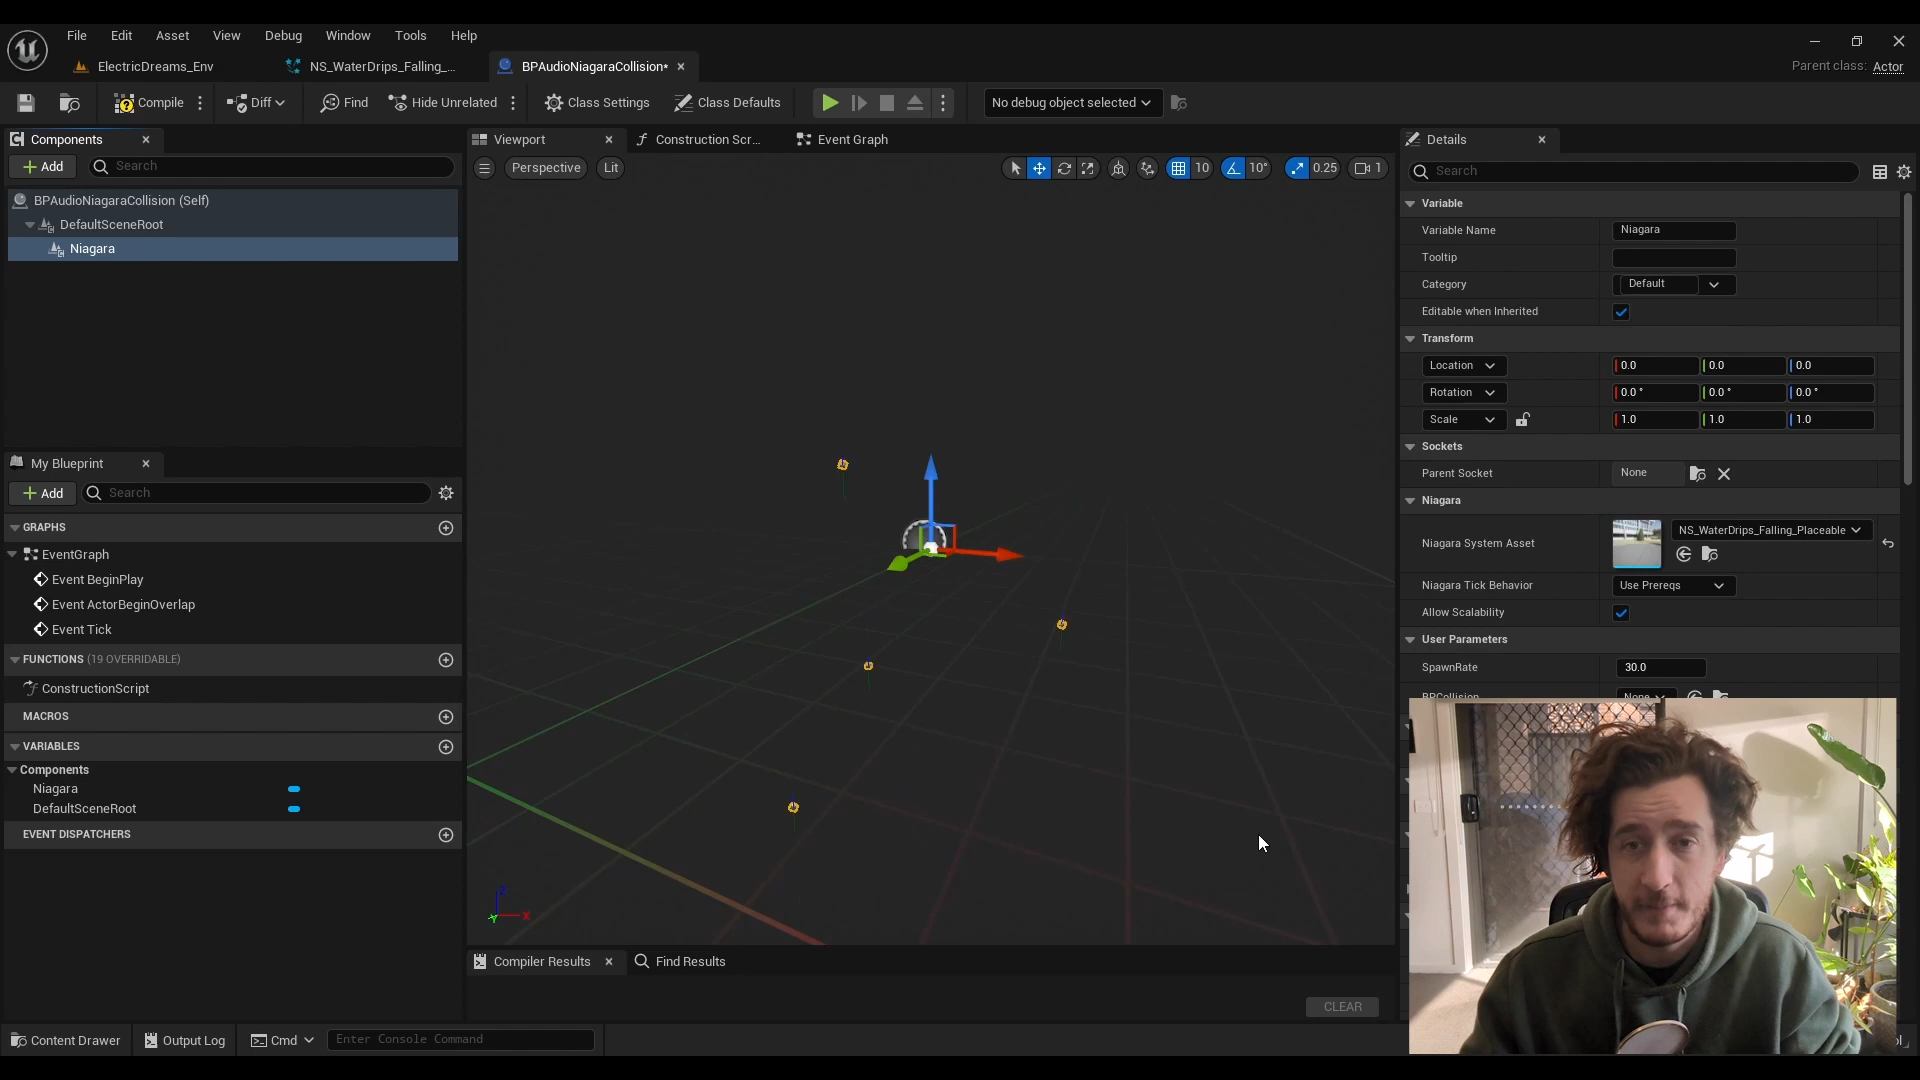 File Edit Asset View Debug Window Tools Help
ElectricDreams_Env NS_WaterDrips_Falling_... BPAudioNiagaraCollision*
Parent class: Actor
Compile Diff Find Hide Unrelated Class Settings Class Defaults No debug object selected
Components Viewport Construction Scr... Event Graph Details
Add Search Perspective Lit 10 10° 0.25 1 Search
BPAudioNiagaraCollision (Self)
DefaultSceneRoot
Niagara
My Blueprint
Add Search
GRAPHS
EventGraph
Event BeginPlay
Event ActorBeginOverlap
Event Tick
FUNCTIONS (19 OVERRIDABLE)
ConstructionScript
MACROS
VARIABLES
Components
Niagara
DefaultSceneRoot
EVENT DISPATCHERS
Z
X
Y
Variable
Variable Name Niagara
Tooltip
Category Default
Editable when Inherited
Transform
Location 0.0 0.0 0.0
Rotation 0.0 ° 0.0 ° 0.0 °
Scale 1.0 1.0 1.0
Sockets
Parent Socket None
Niagara
Niagara System Asset NS_WaterDrips_Falling_Placeable
Niagara Tick Behavior Use Prereqs
Allow Scalability
User Parameters
SpawnRate 30.0
BPCollision None
Compiler Results Find Results
CLEAR
Content Drawer Output Log Cmd Enter Console Command